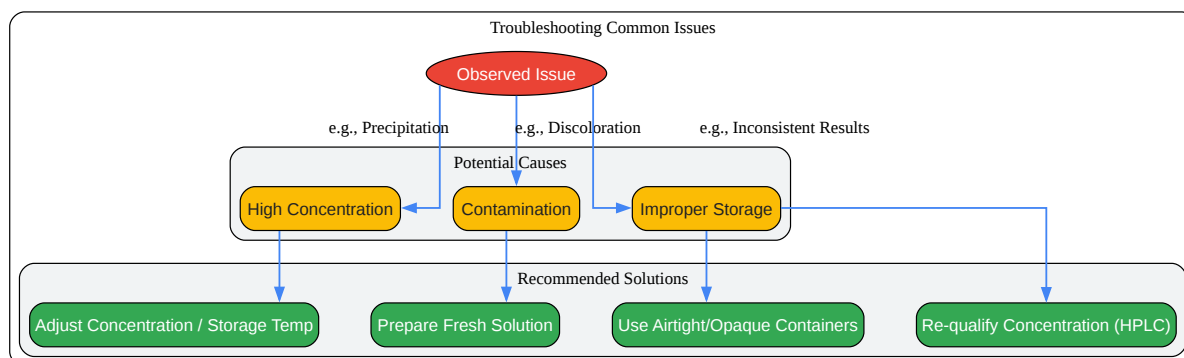 Troubleshooting Common Issues
Observed Issue
e.g., Precipitation
e.g., Discoloration
e.g., Inconsistent Results
Potential Causes
High Concentration
Contamination
Improper Storage
Recommended Solutions
Adjust Concentration / Storage Temp
Prepare Fresh Solution
Use Airtight/Opaque Containers
Re-qualify Concentration (HPLC)